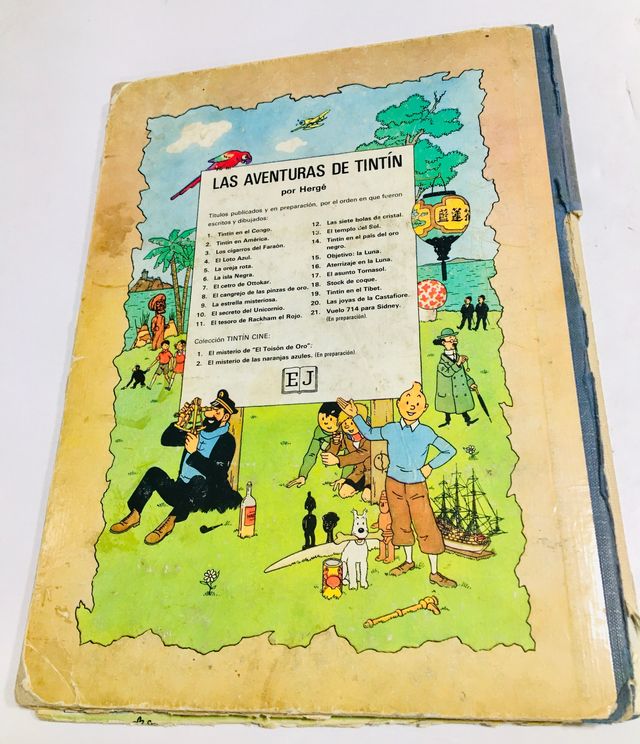 LAS AVENTURAS DE TINTÍN
por Hergé
Títulos publicados y en preparación, por el orden en que fueron
escritos y dibujados:
1. Tintín en el Congo.
2. Tintín en América.
3. Los cigarros del Faraón.
4. El Loto Azul.
5. La oreja rota.
6. La isla Negra.
7. El cetro de Ottokar.
8. El cangrejo de las pinzas de oro.
9. La estrella misteriosa.
10. El secreto del Unicornio.
11. El tesoro de Rackham el Rojo.
12. Las siete bolas de cristal.
13. El templo del Sol.
14. Tintín en el país del oro
negro.
15. Objetivo: la Luna.
16. Aterrizaje en la Luna.
17. El asunto Tornasol.
18. Stock de coque.
19. Tintín en el Tíbet.
20. Las joyas de la Castafiore.
21. Vuelo 714 para Sidney.
(En preparación).
Colección TINTÍN CINE:
1. El misterio de "El Toisón de Oro":
2. El misterio de las naranjas azules. (En preparación).
EJ